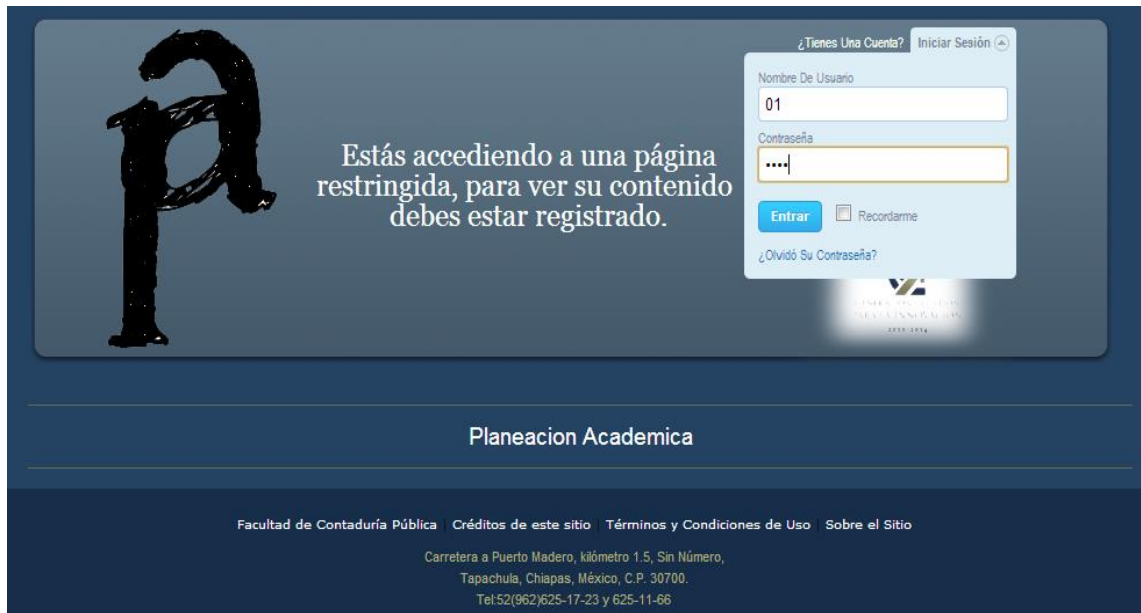 ¿Tienes Una Cuenta? Iniciar Sesión
Nombre De Usuario
01
Contraseña
••••
Entrar Recordarme
¿Olvidó Su Contraseña?
Estás accediendo a una página
restringida, para ver su contenido
debes estar registrado.
Planeacion Academica
Facultad de Contaduría Pública | Créditos de este sitio | Términos y Condiciones de Uso | Sobre el Sitio
Carretera a Puerto Madero, kilómetro 1.5, Sin Número,
Tapachula, Chiapas, México, C.P. 30700.
Tel:52(962)625-17-23 y 625-11-66